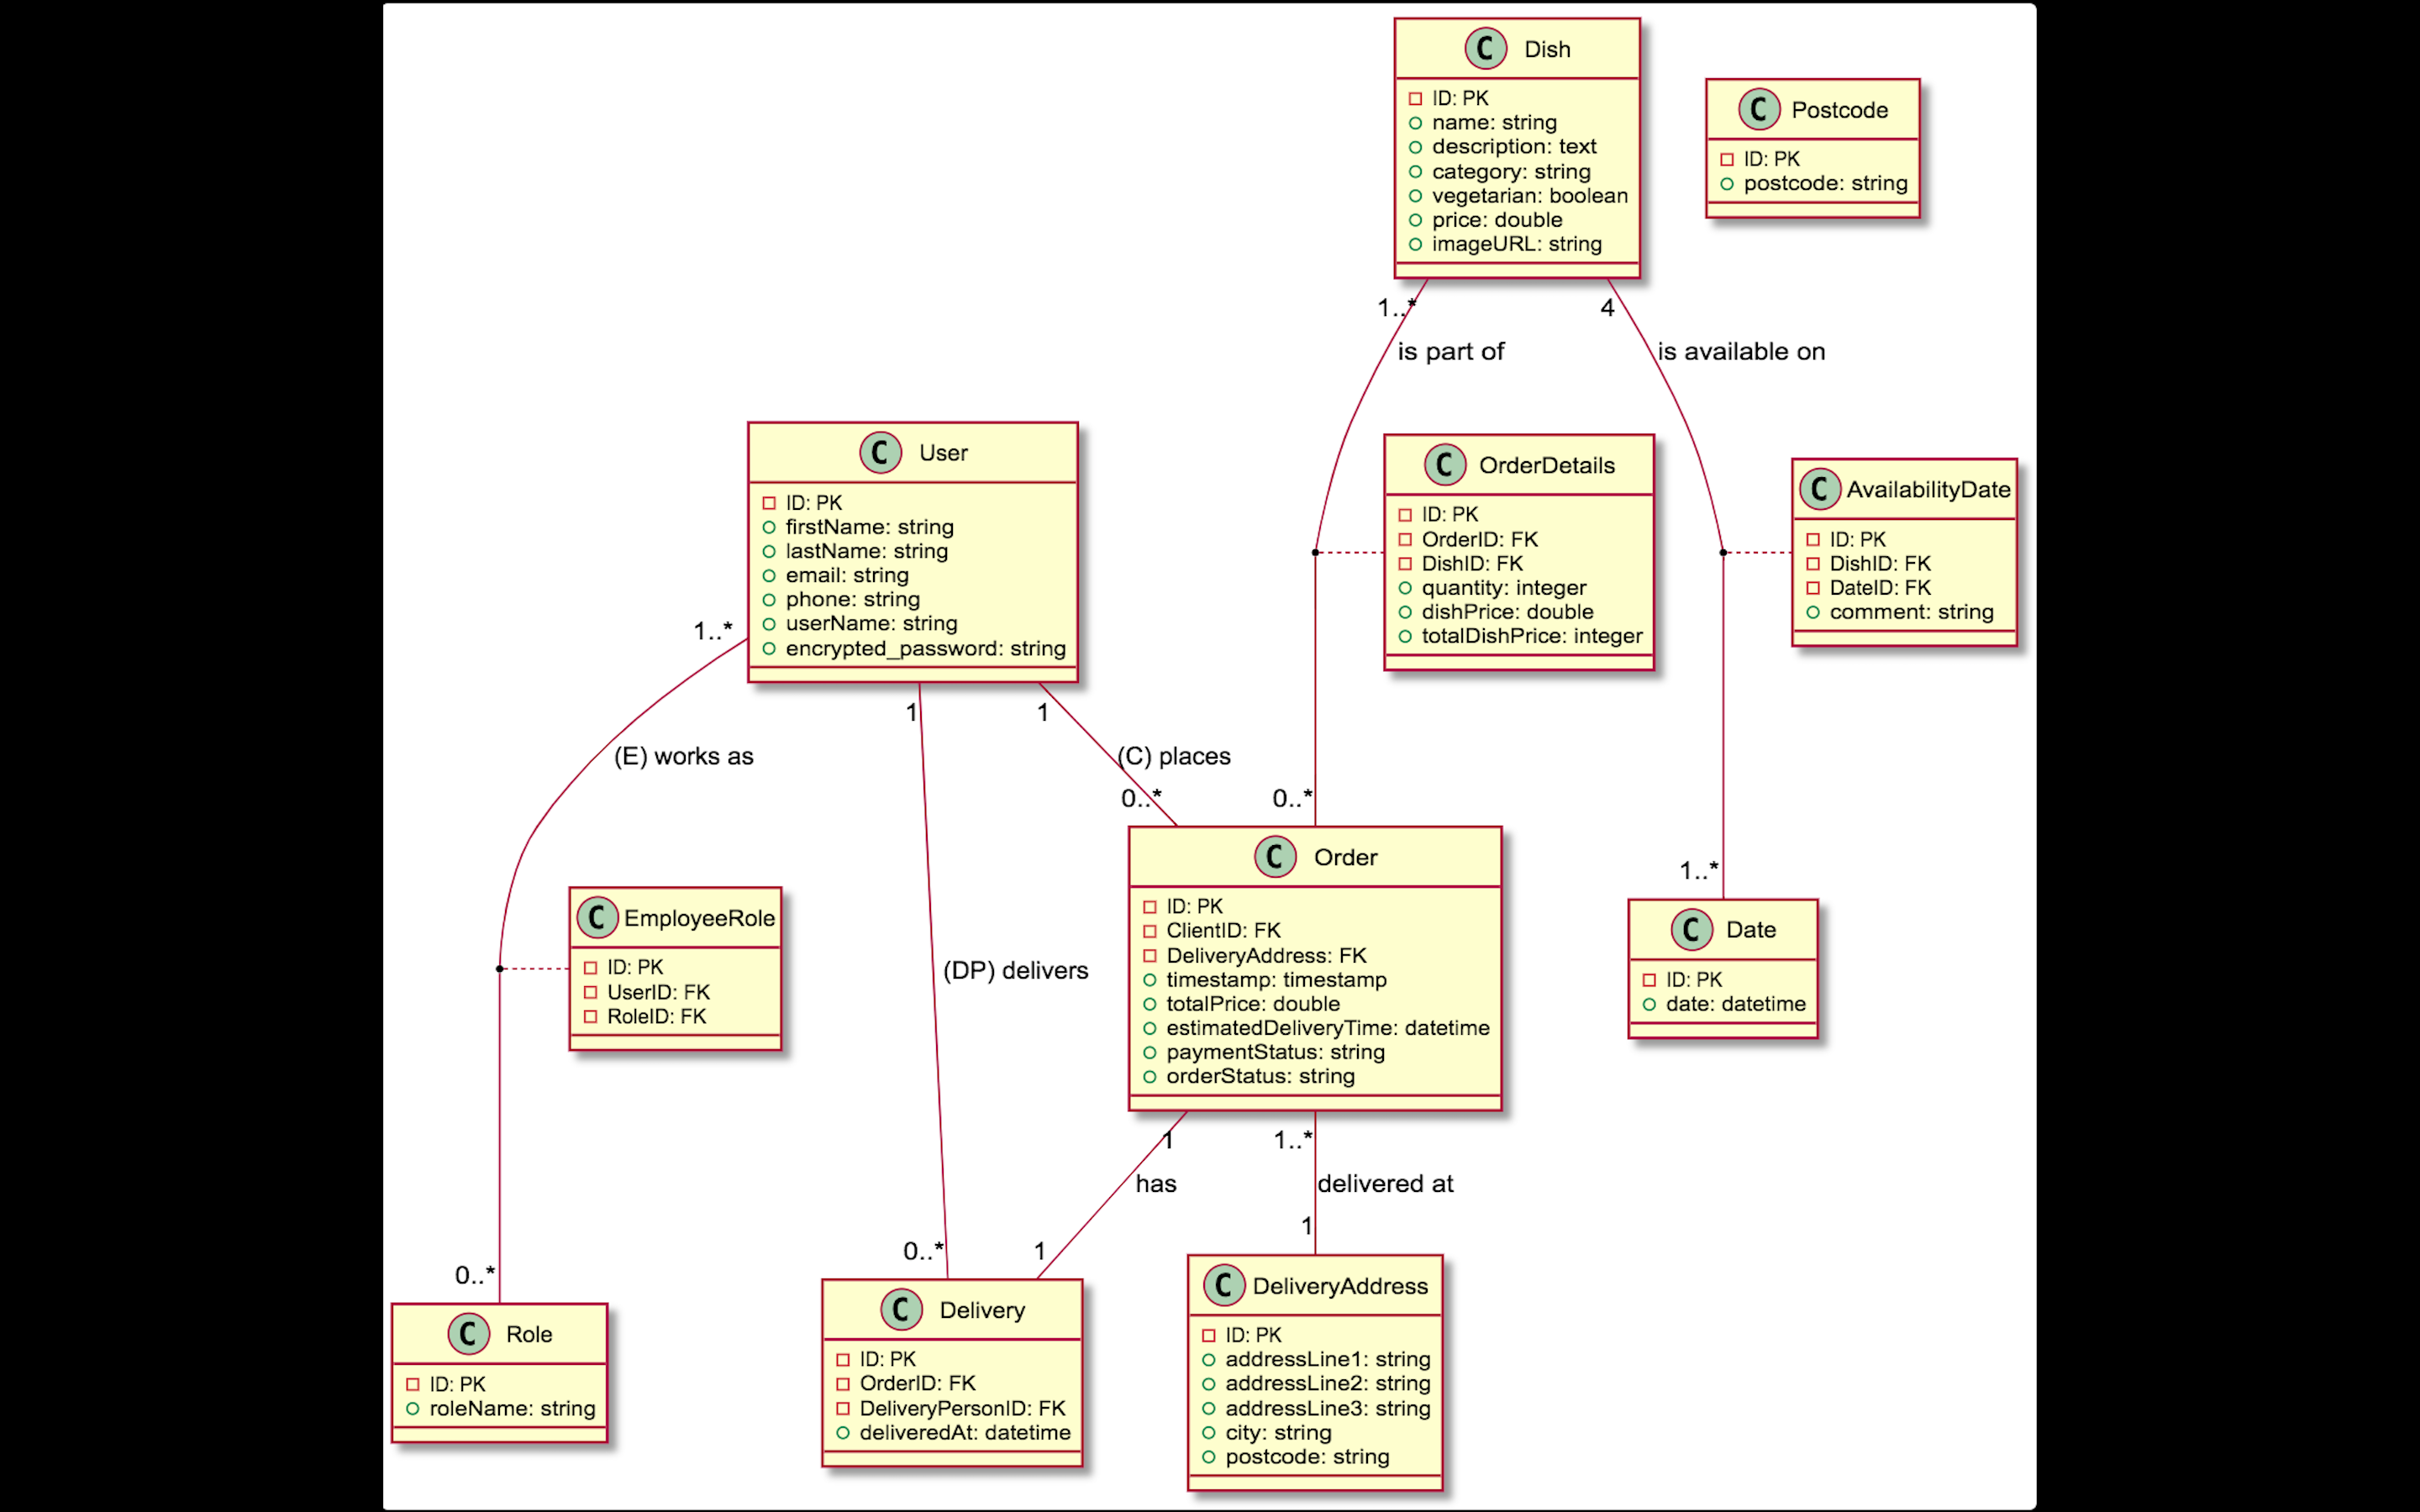 C Dish
ID: PK
name: string
description: text
category: string
vegetarian: boolean
price: double
imageURL: string
C Postcode
ID: PK
postcode: string
1..*
4
is part of
is available on
C User
ID: PK
firstName: string
lastName: string
email: string
phone: string
userName: string
encrypted_password: string
C OrderDetails
ID: PK
OrderID: FK
DishID: FK
quantity: integer
dishPrice: double
totalDishPrice: integer
C AvailabilityDate
ID: PK
DishID: FK
DateID: FK
comment: string
1..*
1
1
(E) works as
(C) places
0..*
0..*
1..*
C Order
ID: PK
ClientID: FK
DeliveryAddress: FK
timestamp: timestamp
totalPrice: double
estimatedDeliveryTime: datetime
paymentStatus: string
orderStatus: string
C EmployeeRole
ID: PK
UserID: FK
RoleID: FK
(DP) delivers
C Date
ID: PK
date: datetime
1
1..*
has
delivered at
1
0..*
1
0..*
C Role
ID: PK
roleName: string
C Delivery
ID: PK
OrderID: FK
DeliveryPersonID: FK
deliveredAt: datetime
C DeliveryAddress
ID: PK
addressLine1: string
addressLine2: string
addressLine3: string
city: string
postcode: string